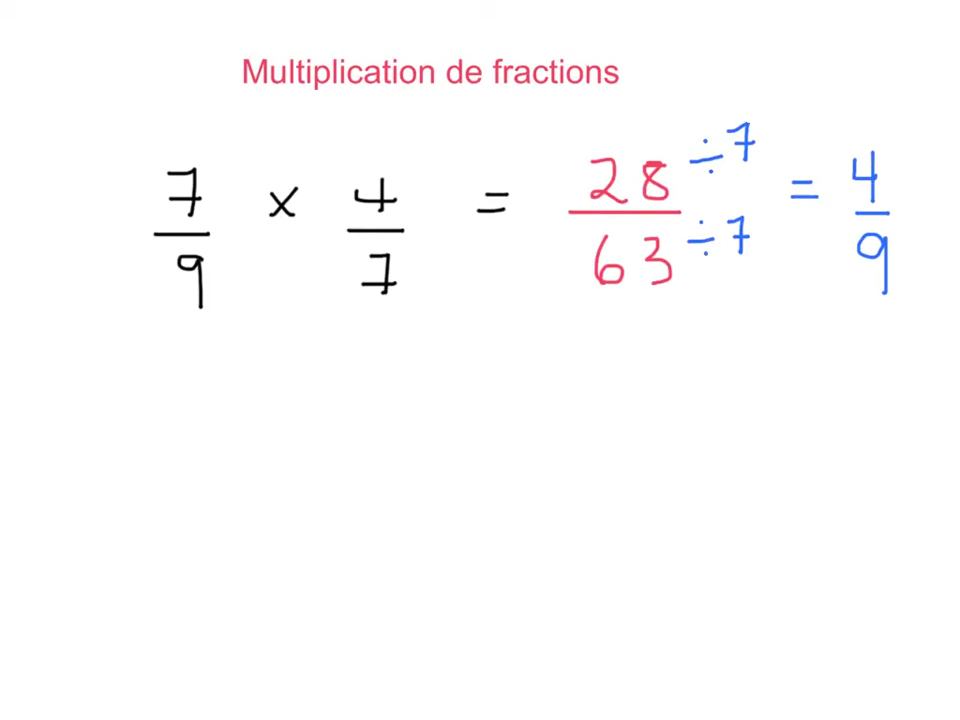 Multiplication de fractions
7/9 x 4/7 = 28/63 ÷7/÷7 = 4/9